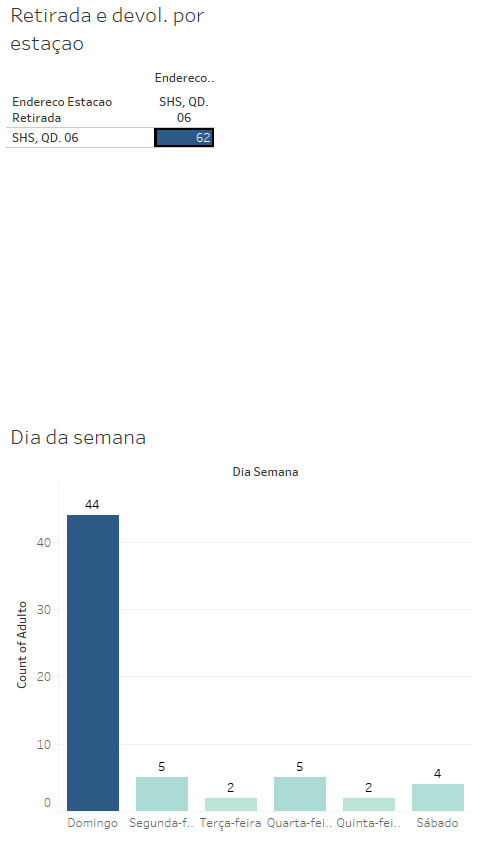 Retirada e devol. por
estaçao
Endereco..
Endereco Estacao
Retirada
SHS, QD.
06
SHS, QD. 06
62
Dia da semana
Dia Semana
Count of Adulto
40
30
20
10
0
44
5
2
5
2
4
Domingo
Segunda-f..
Terça-feira
Quarta-fei..
Quinta-fei..
Sábado